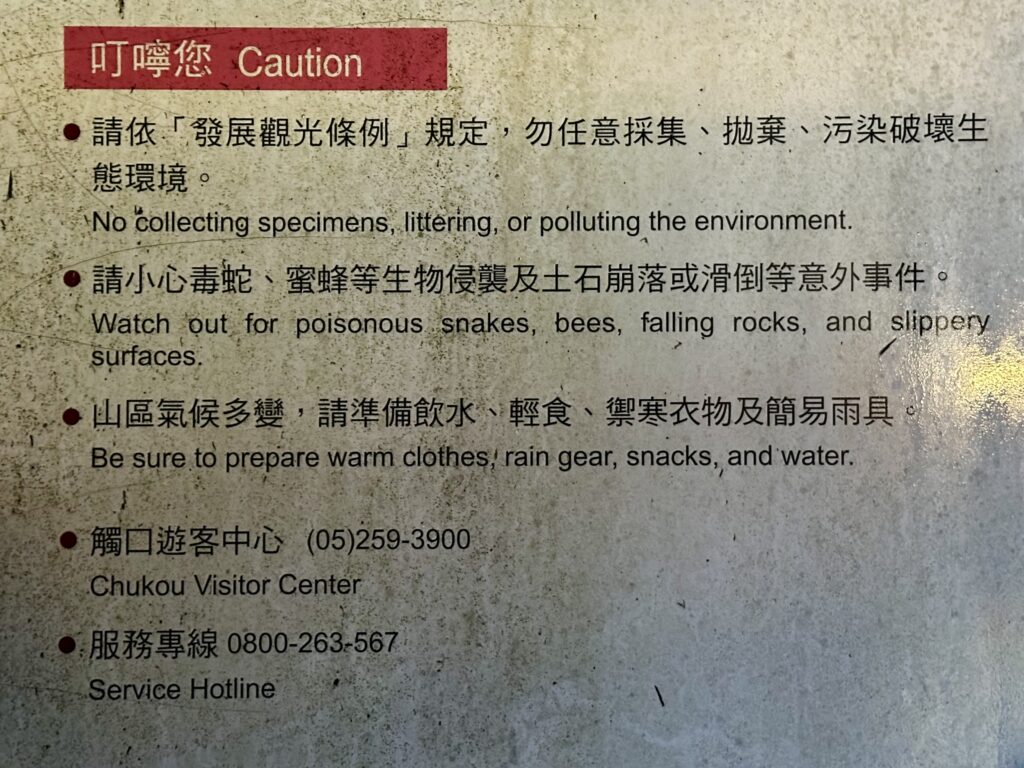 叮嚀您 Caution
● 請依「發展觀光條例」規定，勿任意採集、拋棄、污染破壞生
態環境。
No collecting specimens, littering, or polluting the environment.
● 請小心毒蛇、蜜蜂等生物侵襲及土石崩落或滑倒等意外事件。
Watch out for poisonous snakes, bees, falling rocks, and slippery
surfaces.
● 山區氣候多變，請準備飲水、輕食、禦寒衣物及簡易雨具。
Be sure to prepare warm clothes, rain gear, snacks, and water.
● 觸口遊客中心 (05)259-3900
Chukou Visitor Center
● 服務專線 0800-263-567
Service Hotline